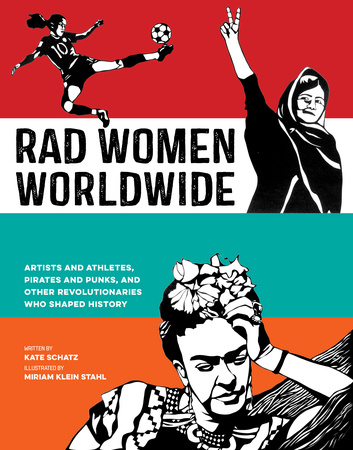 10
RAD WOMEN
WORLDWIDE
ARTISTS AND ATHLETES,
PIRATES AND PUNKS, AND
OTHER REVOLUTIONARIES
WHO SHAPED HISTORY
WRITTEN BY
KATE SCHATZ
ILLUSTRATED BY
MIRIAM KLEIN STAHL